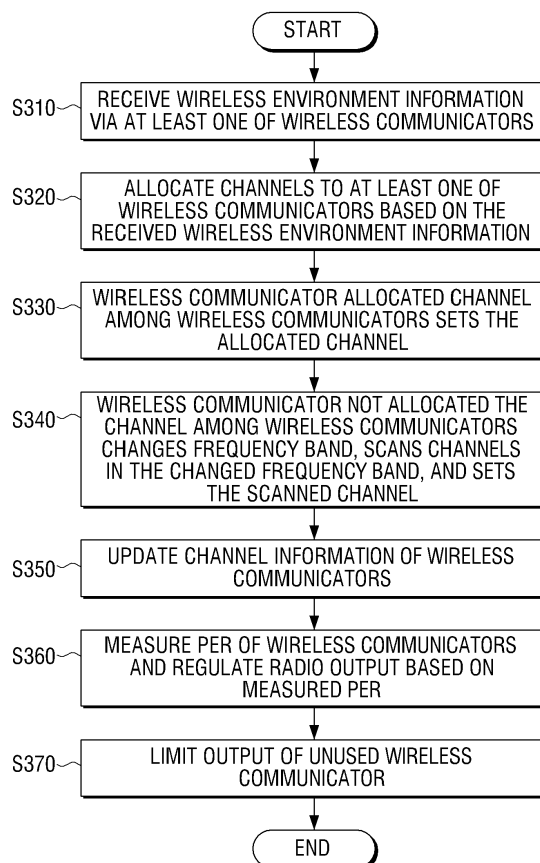 START
S310
RECEIVE WIRELESS ENVIRONMENT INFORMATION
VIA AT LEAST ONE OF WIRELESS COMMUNICATORS
S320
ALLOCATE CHANNELS TO AT LEAST ONE OF
WIRELESS COMMUNICATORS BASED ON THE
RECEIVED WIRELESS ENVIRONMENT INFORMATION
S330
WIRELESS COMMUNICATOR ALLOCATED CHANNEL
AMONG WIRELESS COMMUNICATORS SETS THE
ALLOCATED CHANNEL
S340
WIRELESS COMMUNICATOR NOT ALLOCATED THE
CHANNEL AMONG WIRELESS COMMUNICATORS
CHANGES FREQUENCY BAND, SCANS CHANNELS
IN THE CHANGED FREQUENCY BAND, AND SETS
THE SCANNED CHANNEL
S350
UPDATE CHANNEL INFORMATION OF WIRELESS
COMMUNICATORS
S360
MEASURE PER OF WIRELESS COMMUNICATORS
AND REGULATE RADIO OUTPUT BASED ON
MEASURED PER
S370
LIMIT OUTPUT OF UNUSED WIRELESS
COMMUNICATOR
END